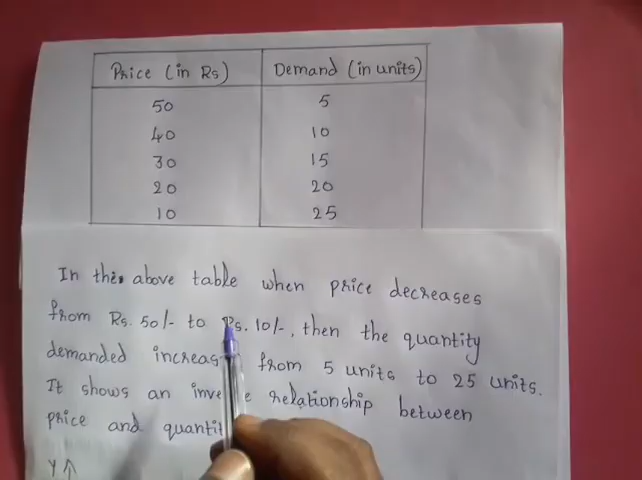 Price (in Rs) Demand (in units)
50 5
40 10
30 15
20 20
10 25
In this above table when price decreases
from Rs. 50/- to Rs. 10/-, then the quantity
demanded from 5 units to 25 units.
It shows an relationship between
price and
Y